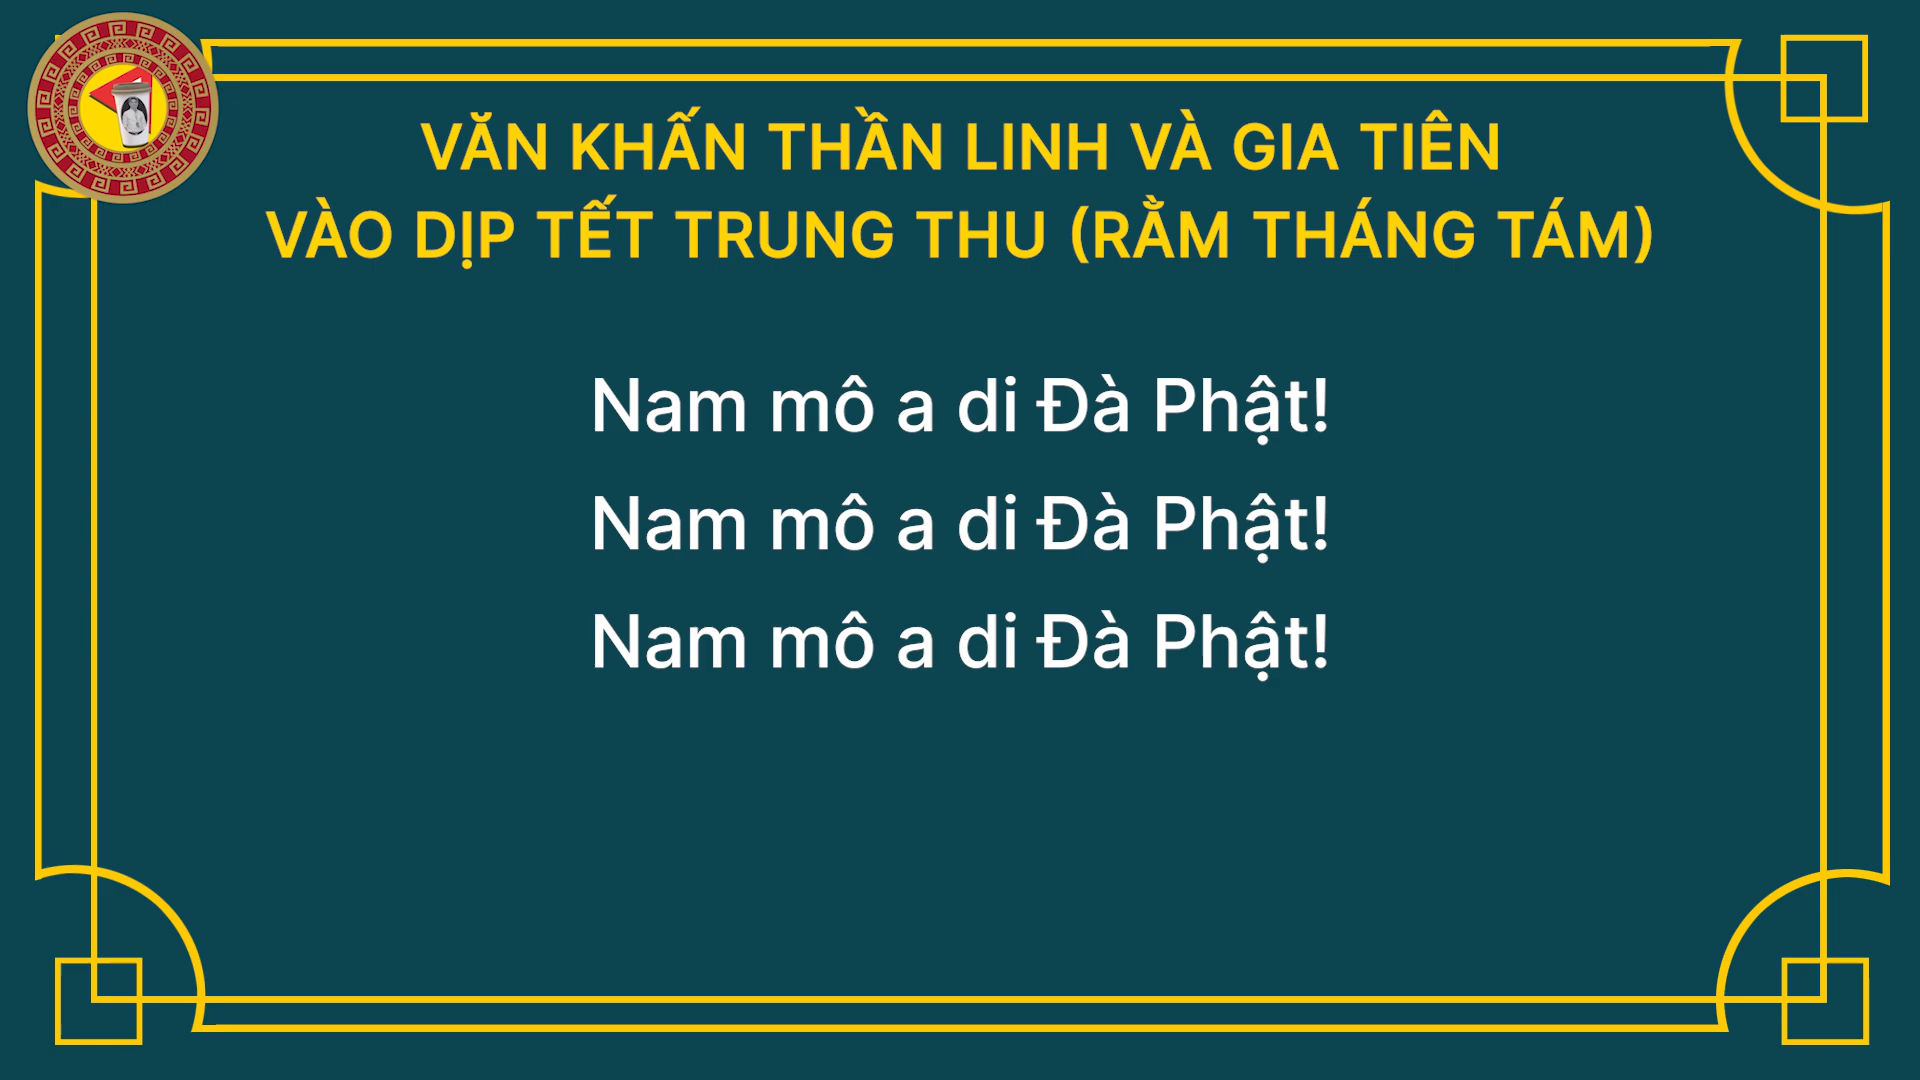 VĂN KHẤN THẦN LINH VÀ GIA TIÊN
VÀO DỊP TẾT TRUNG THU (RẰM THÁNG TÁM)
Nam mô a di Đà Phật!
Nam mô a di Đà Phật!
Nam mô a di Đà Phật!